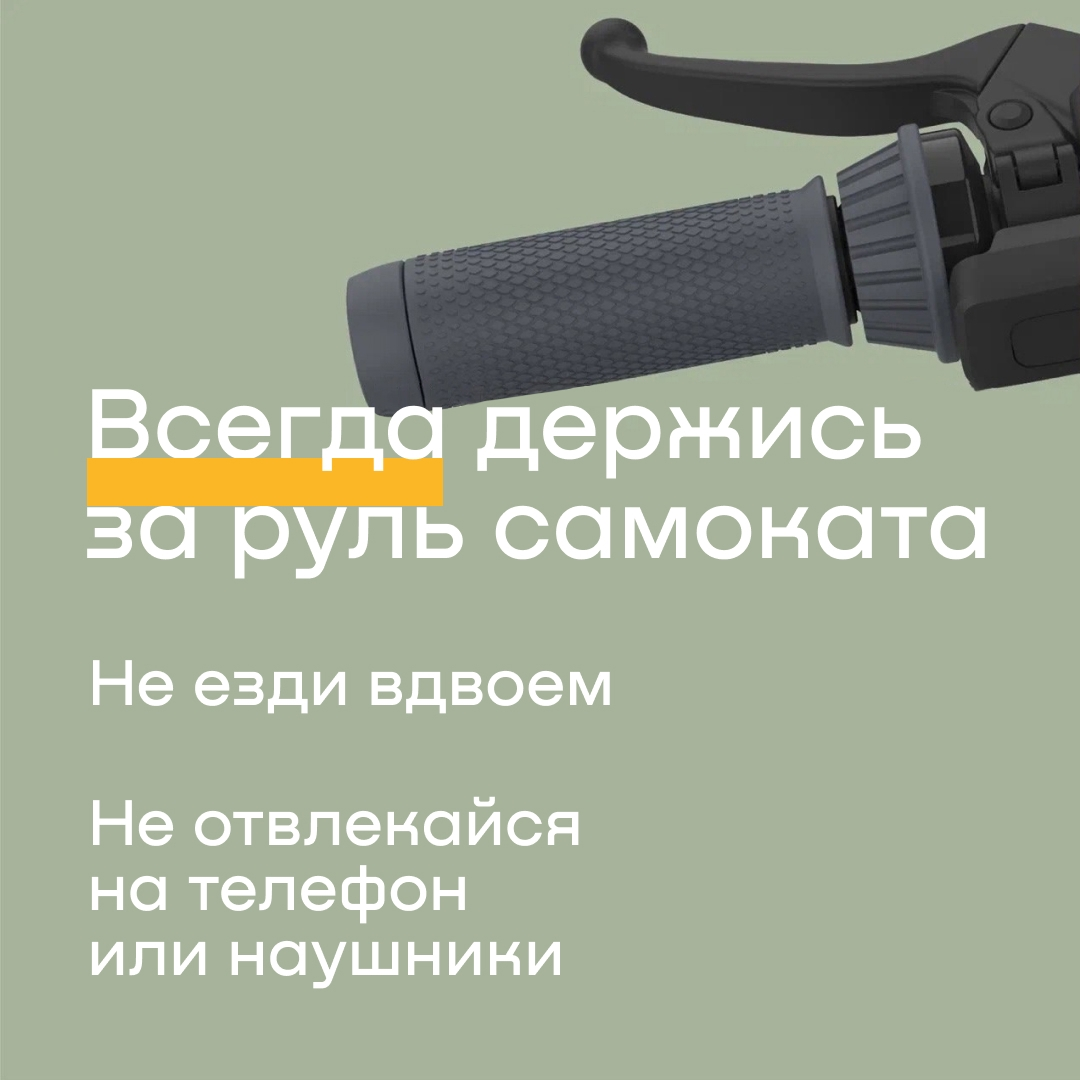 Всегда держись
за руль самоката
Не езди вдвоем
Не отвлекайся
на телефон
или наушники